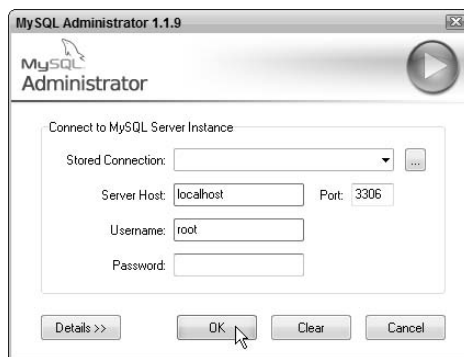 MySQL Administrator 1.1.9
MySQL
Administrator
Connect to MySQL Server Instance
Stored Connection:
...
Server Host: localhost Port: 3306
Username: root
Password:
Details >> OK Clear Cancel